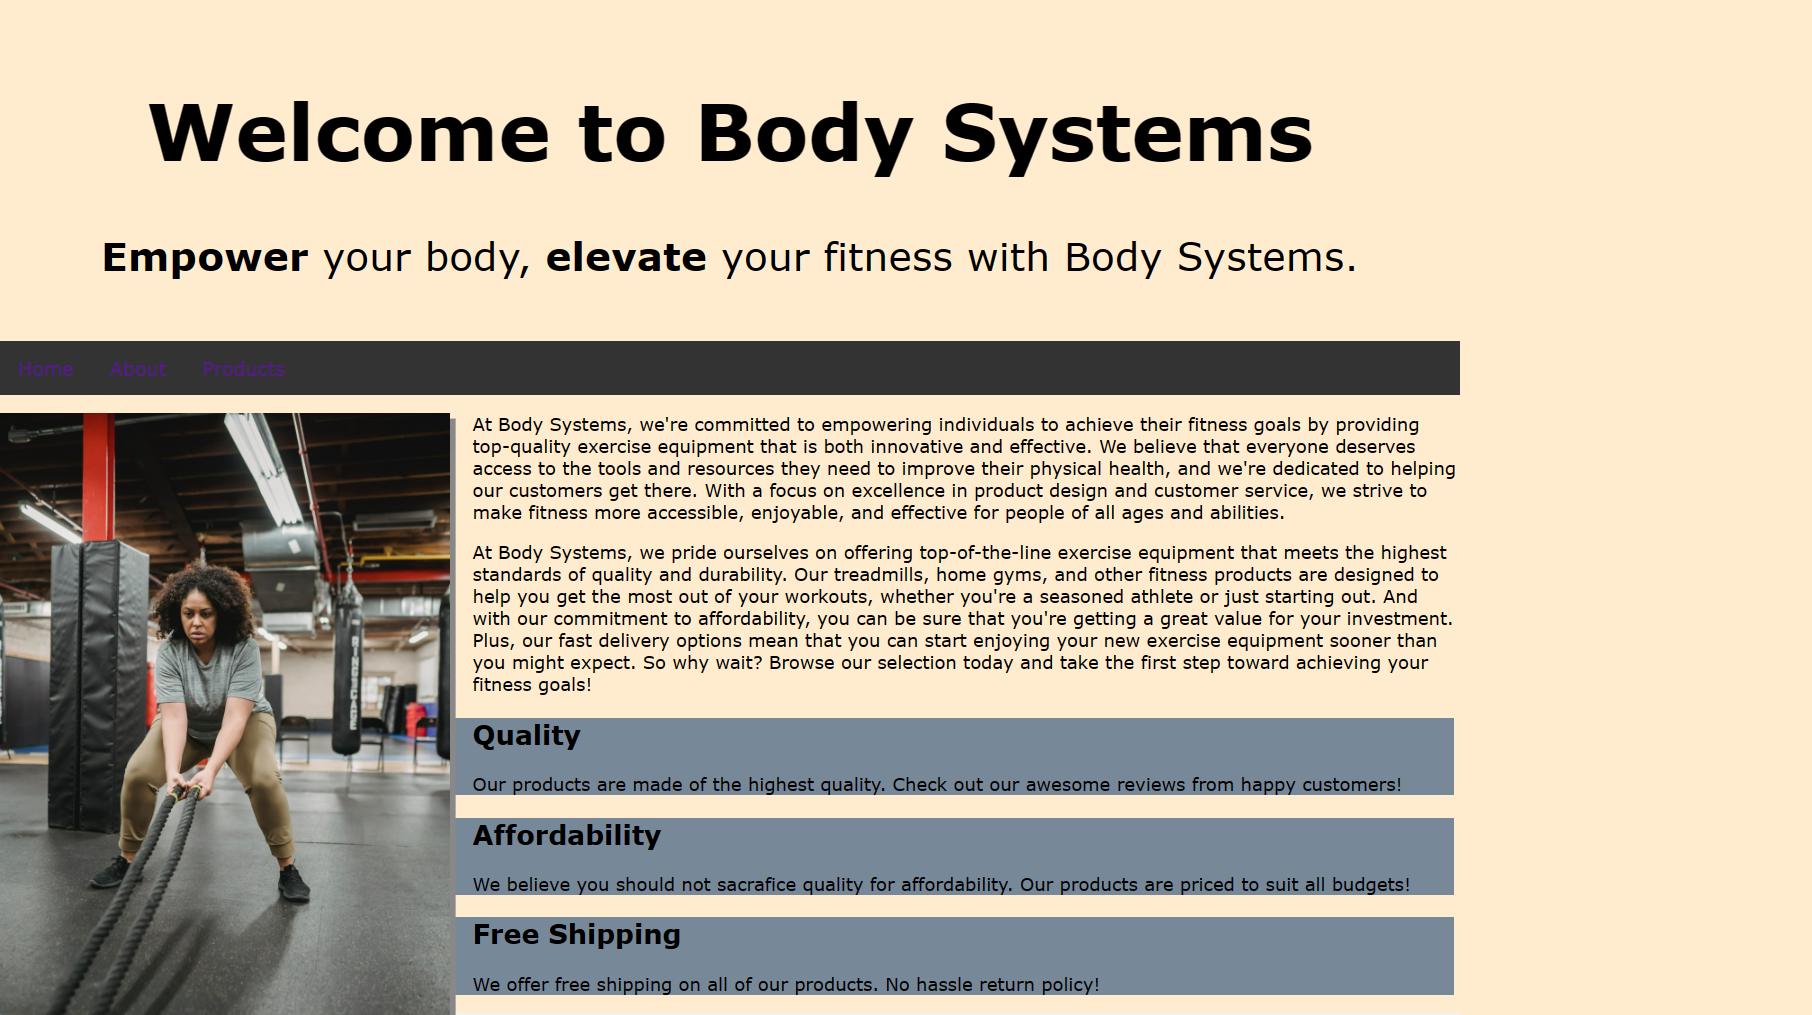 Welcome to Body Systems
Empower your body, elevate your fitness with Body Systems.
Home About Products
At Body Systems, we're committed to empowering individuals to achieve their fitness goals by providing
top-quality exercise equipment that is both innovative and effective. We believe that everyone deserves
access to the tools and resources they need to improve their physical health, and we're dedicated to helping
our customers get there. With a focus on excellence in product design and customer service, we strive to
make fitness more accessible, enjoyable, and effective for people of all ages and abilities.
At Body Systems, we pride ourselves on offering top-of-the-line exercise equipment that meets the highest
standards of quality and durability. Our treadmills, home gyms, and other fitness products are designed to
help you get the most out of your workouts, whether you're a seasoned athlete or just starting out. And
with our commitment to affordability, you can be sure that you're getting a great value for your investment.
Plus, our fast delivery options mean that you can start enjoying your new exercise equipment sooner than
you might expect. So why wait? Browse our selection today and take the first step toward achieving your
fitness goals!
Quality
Our products are made of the highest quality. Check out our awesome reviews from happy customers!
Affordability
We believe you should not sacrafice quality for affordability. Our products are priced to suit all budgets!
Free Shipping
We offer free shipping on all of our products. No hassle return policy!